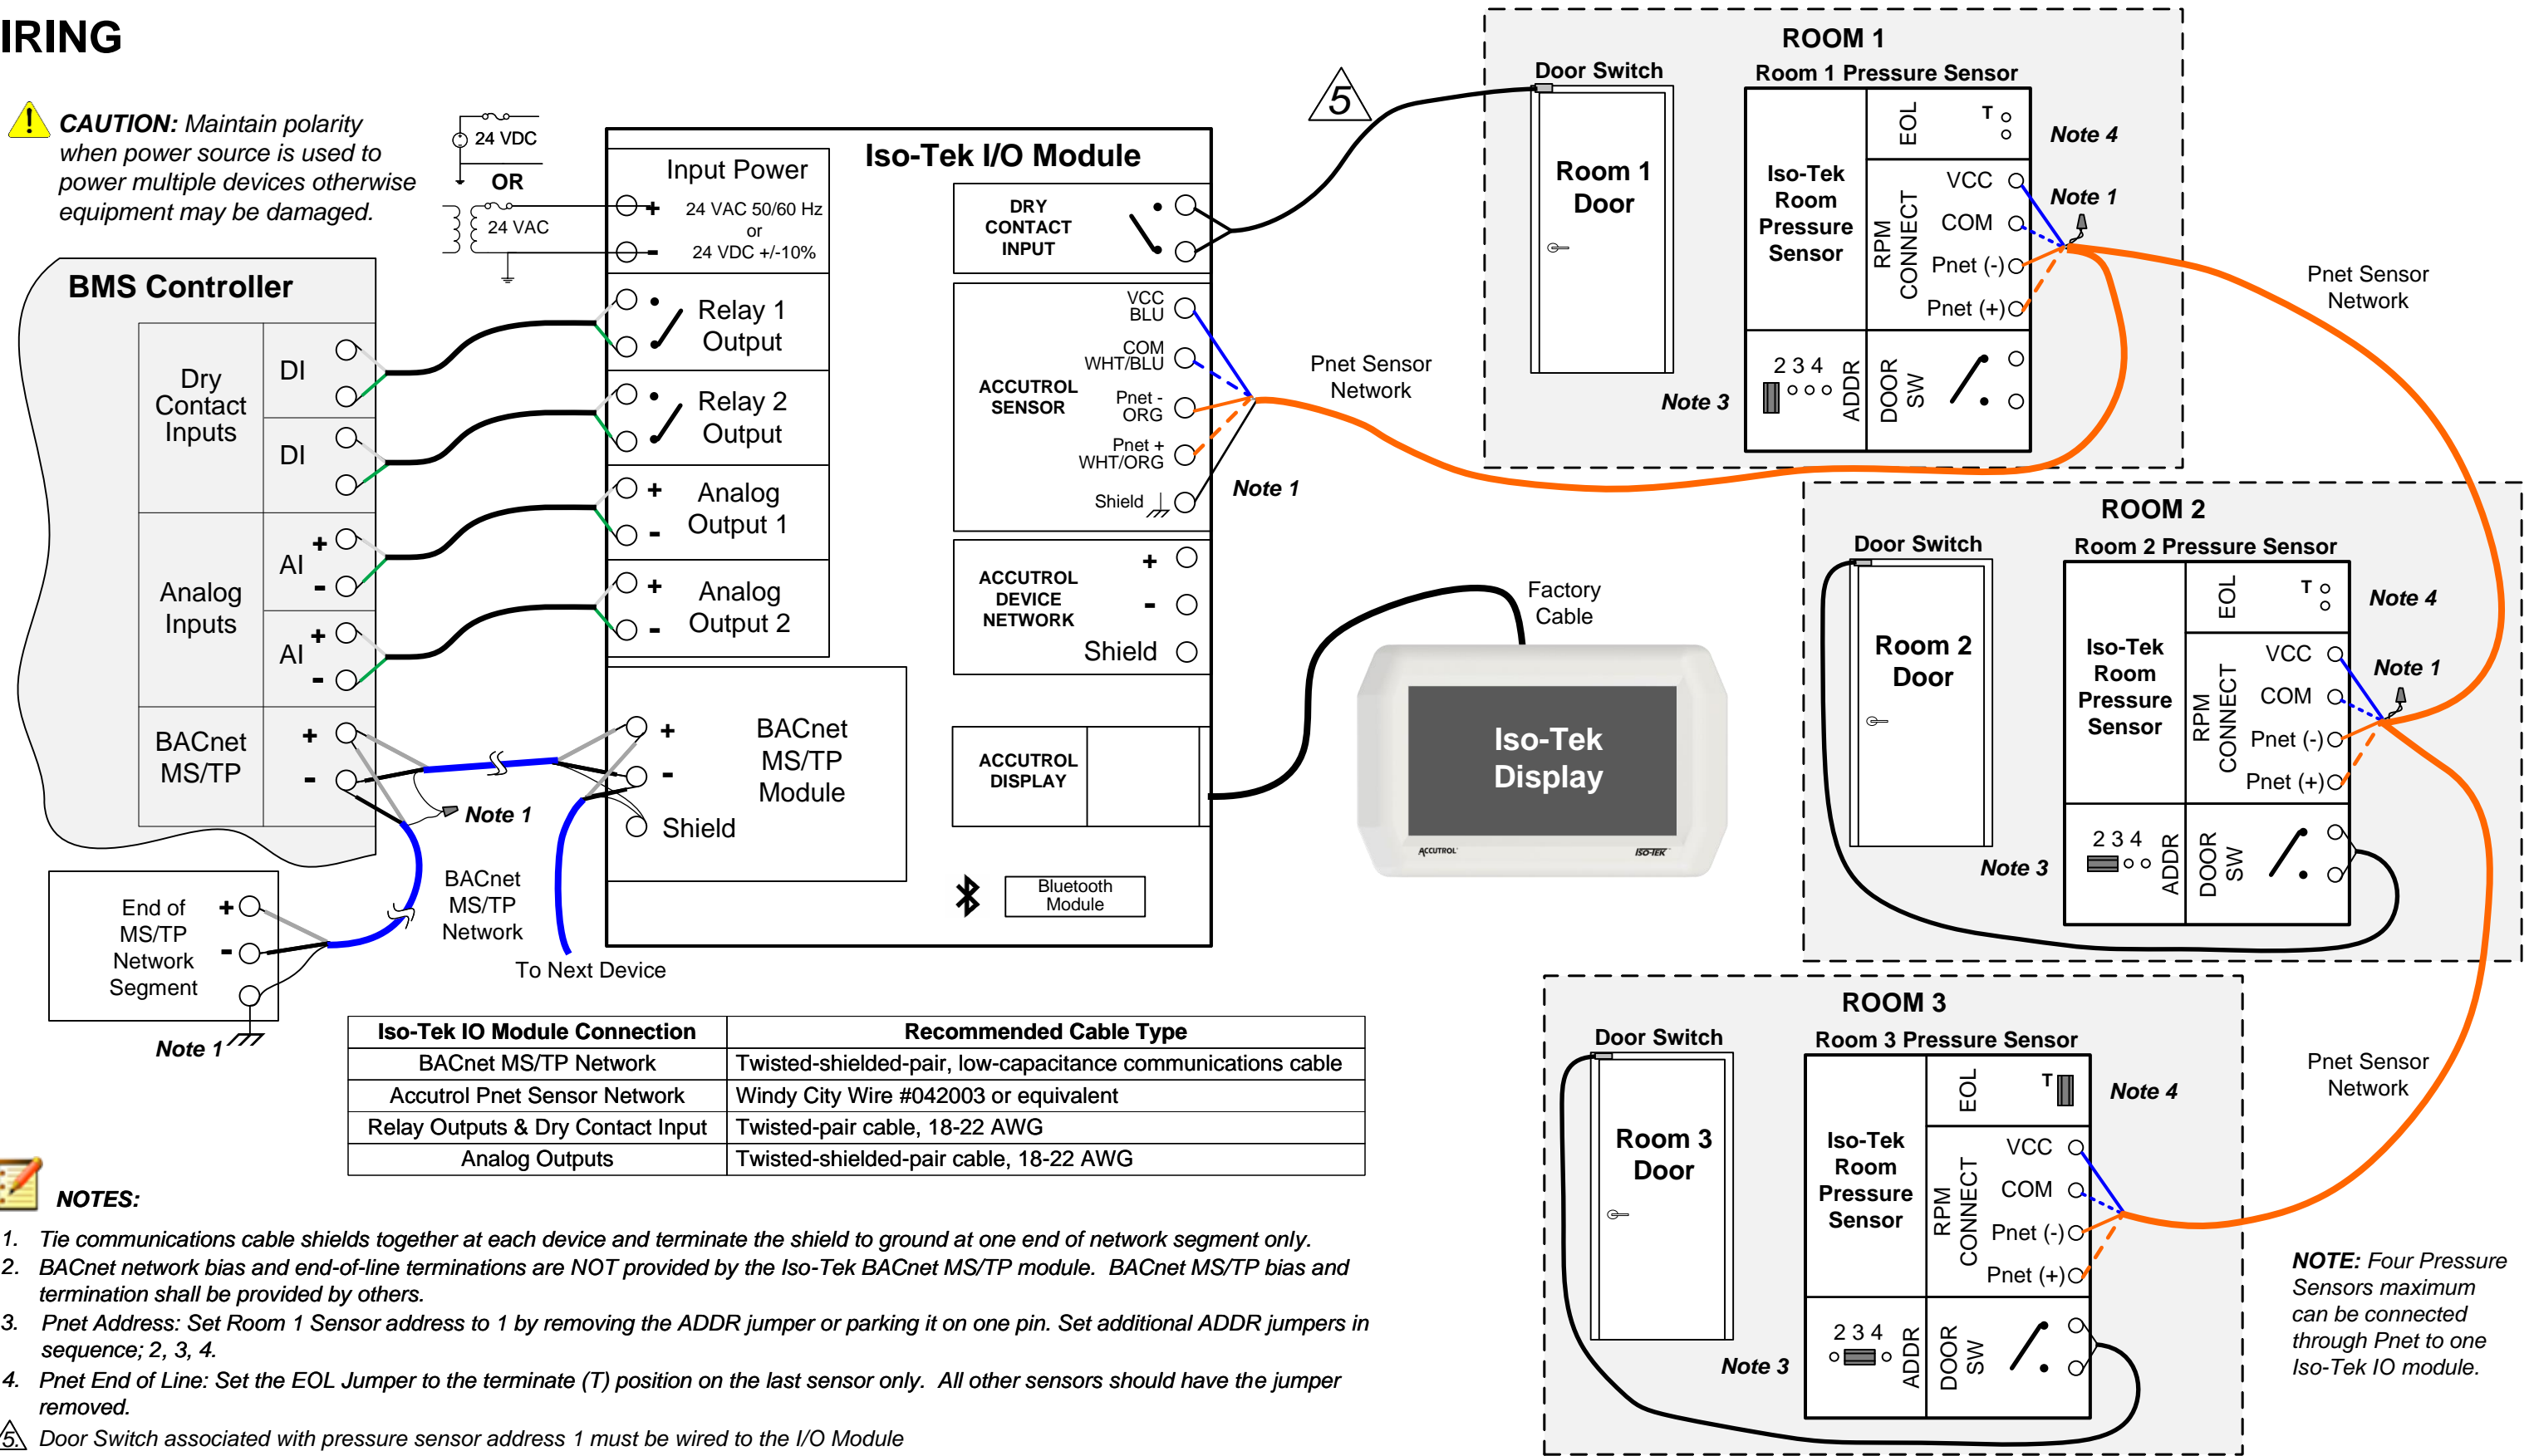 IRING
CAUTION: Maintain polarity
when power source is used to
power multiple devices otherwise
equipment may be damaged.
24 VDC
OR
24 VAC
BMS Controller
Dry
Contact
Inputs
DI
DI
Analog
Inputs
AI
+
-
AI
+
-
BACnet
MS/TP
+
-
Note 1
End of
MS/TP
Network
Segment
+
-
Note 1
BACnet
MS/TP
Network
To Next Device
Iso-Tek I/O Module
Input Power
+
24 VAC 50/60 Hz
or
-
24 VDC +/-10%
Relay 1
Output
Relay 2
Output
+
-
Analog
Output 1
+
-
Analog
Output 2
+
-
BACnet
MS/TP
Module
Shield
DRY
CONTACT
INPUT
ACCUTROL
SENSOR
VCC
BLU
COM
WHT/BLU
Pnet -
ORG
Pnet +
WHT/ORG
Shield
Note 1
ACCUTROL
DEVICE
NETWORK
+
-
Shield
ACCUTROL
DISPLAY
Bluetooth
Module
5
Pnet Sensor
Network
Factory
Cable
Iso-Tek
Display
ACCUTROL
ISO-TEK
ROOM 1
Door Switch
Room 1 Pressure Sensor
Room 1
Door
Iso-Tek
Room
Pressure
Sensor
EOL
T
Note 4
RPM
CONNECT
VCC
COM
Pnet (-)
Pnet (+)
Note 1
2 3 4
ADDR
DOOR
SW
Note 3
Pnet Sensor
Network
ROOM 2
Door Switch
Room 2 Pressure Sensor
Room 2
Door
Iso-Tek
Room
Pressure
Sensor
EOL
T
Note 4
RPM
CONNECT
VCC
COM
Pnet (-)
Pnet (+)
Note 1
2 3 4
ADDR
DOOR
SW
Note 3
ROOM 3
Door Switch
Room 3 Pressure Sensor
Room 3
Door
Iso-Tek
Room
Pressure
Sensor
EOL
T
Note 4
RPM
CONNECT
VCC
COM
Pnet (-)
Pnet (+)
2 3 4
ADDR
DOOR
SW
Note 3
Pnet Sensor
Network
NOTE: Four Pressure
Sensors maximum
can be connected
through Pnet to one
Iso-Tek IO module.
Iso-Tek IO Module Connection Recommended Cable Type
BACnet MS/TP Network Twisted-shielded-pair, low-capacitance communications cable
Accutrol Pnet Sensor Network Windy City Wire #042003 or equivalent
Relay Outputs & Dry Contact Input Twisted-pair cable, 18-22 AWG
Analog Outputs Twisted-shielded-pair cable, 18-22 AWG
NOTES:
1. Tie communications cable shields together at each device and terminate the shield to ground at one end of network segment only.
2. BACnet network bias and end-of-line terminations are NOT provided by the Iso-Tek BACnet MS/TP module. BACnet MS/TP bias and
termination shall be provided by others.
3. Pnet Address: Set Room 1 Sensor address to 1 by removing the ADDR jumper or parking it on one pin. Set additional ADDR jumpers in
sequence; 2, 3, 4.
4. Pnet End of Line: Set the EOL Jumper to the terminate (T) position on the last sensor only. All other sensors should have the jumper
removed.
5. Door Switch associated with pressure sensor address 1 must be wired to the I/O Module